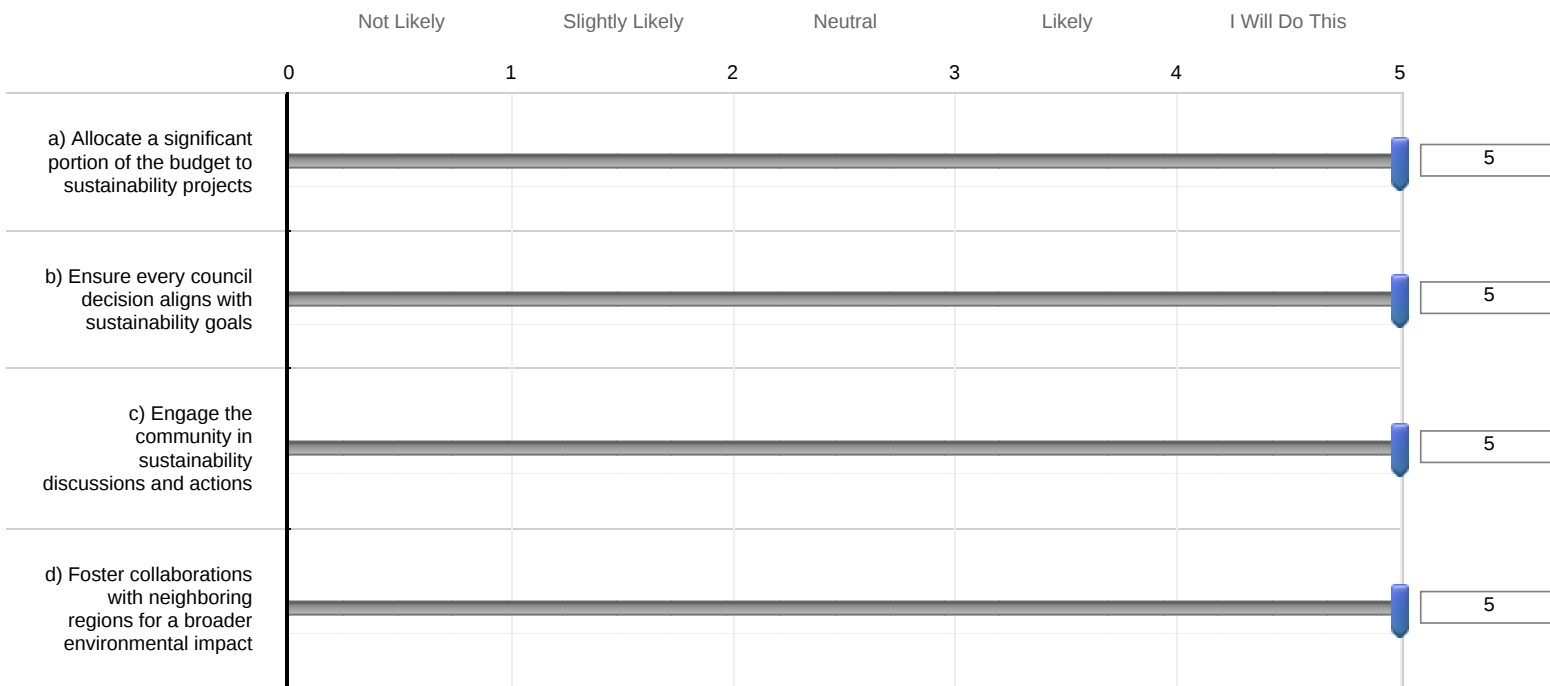 Not Likely Slightly Likely Neutral Likely I Will Do This
0 1 2 3 4 5
a) Allocate a significant
portion of the budget to
sustainability projects
5
b) Ensure every council
decision aligns with
sustainability goals
5
c) Engage the
community in
sustainability
discussions and actions
5
d) Foster collaborations
with neighboring
regions for a broader
environmental impact
5